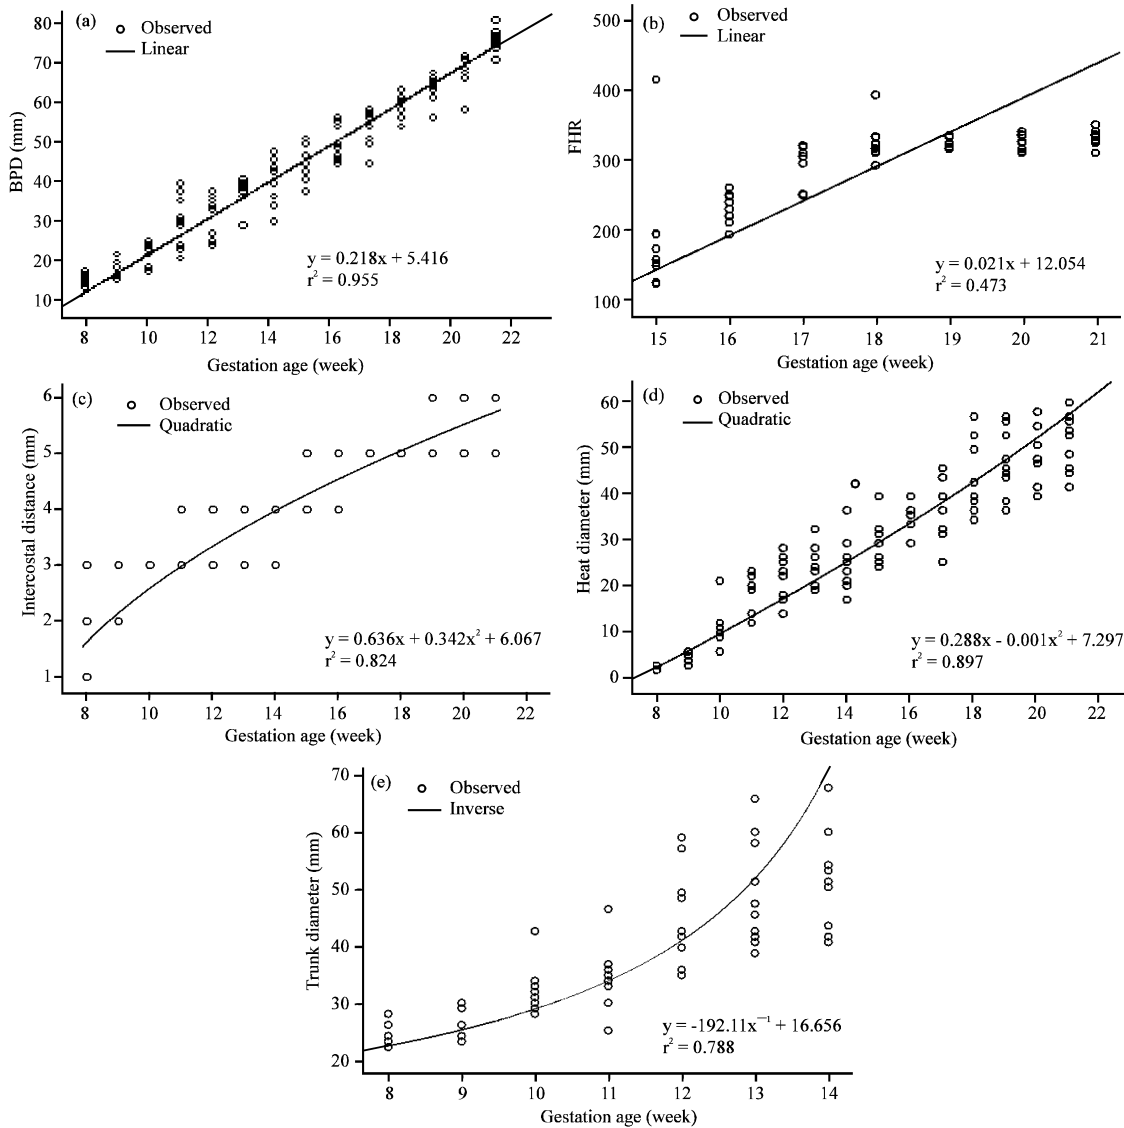 (a)
Observed
Linear
80
70
60
50
40
30
20
10
BPD (mm)
y = 0.218x + 5.416
r² = 0.955
8 10 12 14 16 18 20 22
Gestation age (week)
(b)
Observed
Linear
500
400
300
200
100
FHR
y = 0.021x + 12.054
r² = 0.473
15 16 17 18 19 20 21
Gestation age (week)
(c)
Observed
Quadratic
6
5
4
3
2
1
Intercostal distance (mm)
y = 0.636x + 0.342x² + 6.067
r² = 0.824
8 10 12 14 16 18 20 22
Gestation age (week)
(d)
Observed
Quadratic
60
50
40
30
20
10
0
Heat diameter (mm)
y = 0.288x - 0.001x² + 7.297
r² = 0.897
8 10 12 14 16 18 20 22
Gestation age (week)
(e)
Observed
Inverse
70
60
50
40
30
20
Trunk diameter (mm)
y = -192.11x⁻¹ + 16.656
r² = 0.788
8 9 10 11 12 13 14
Gestation age (week)